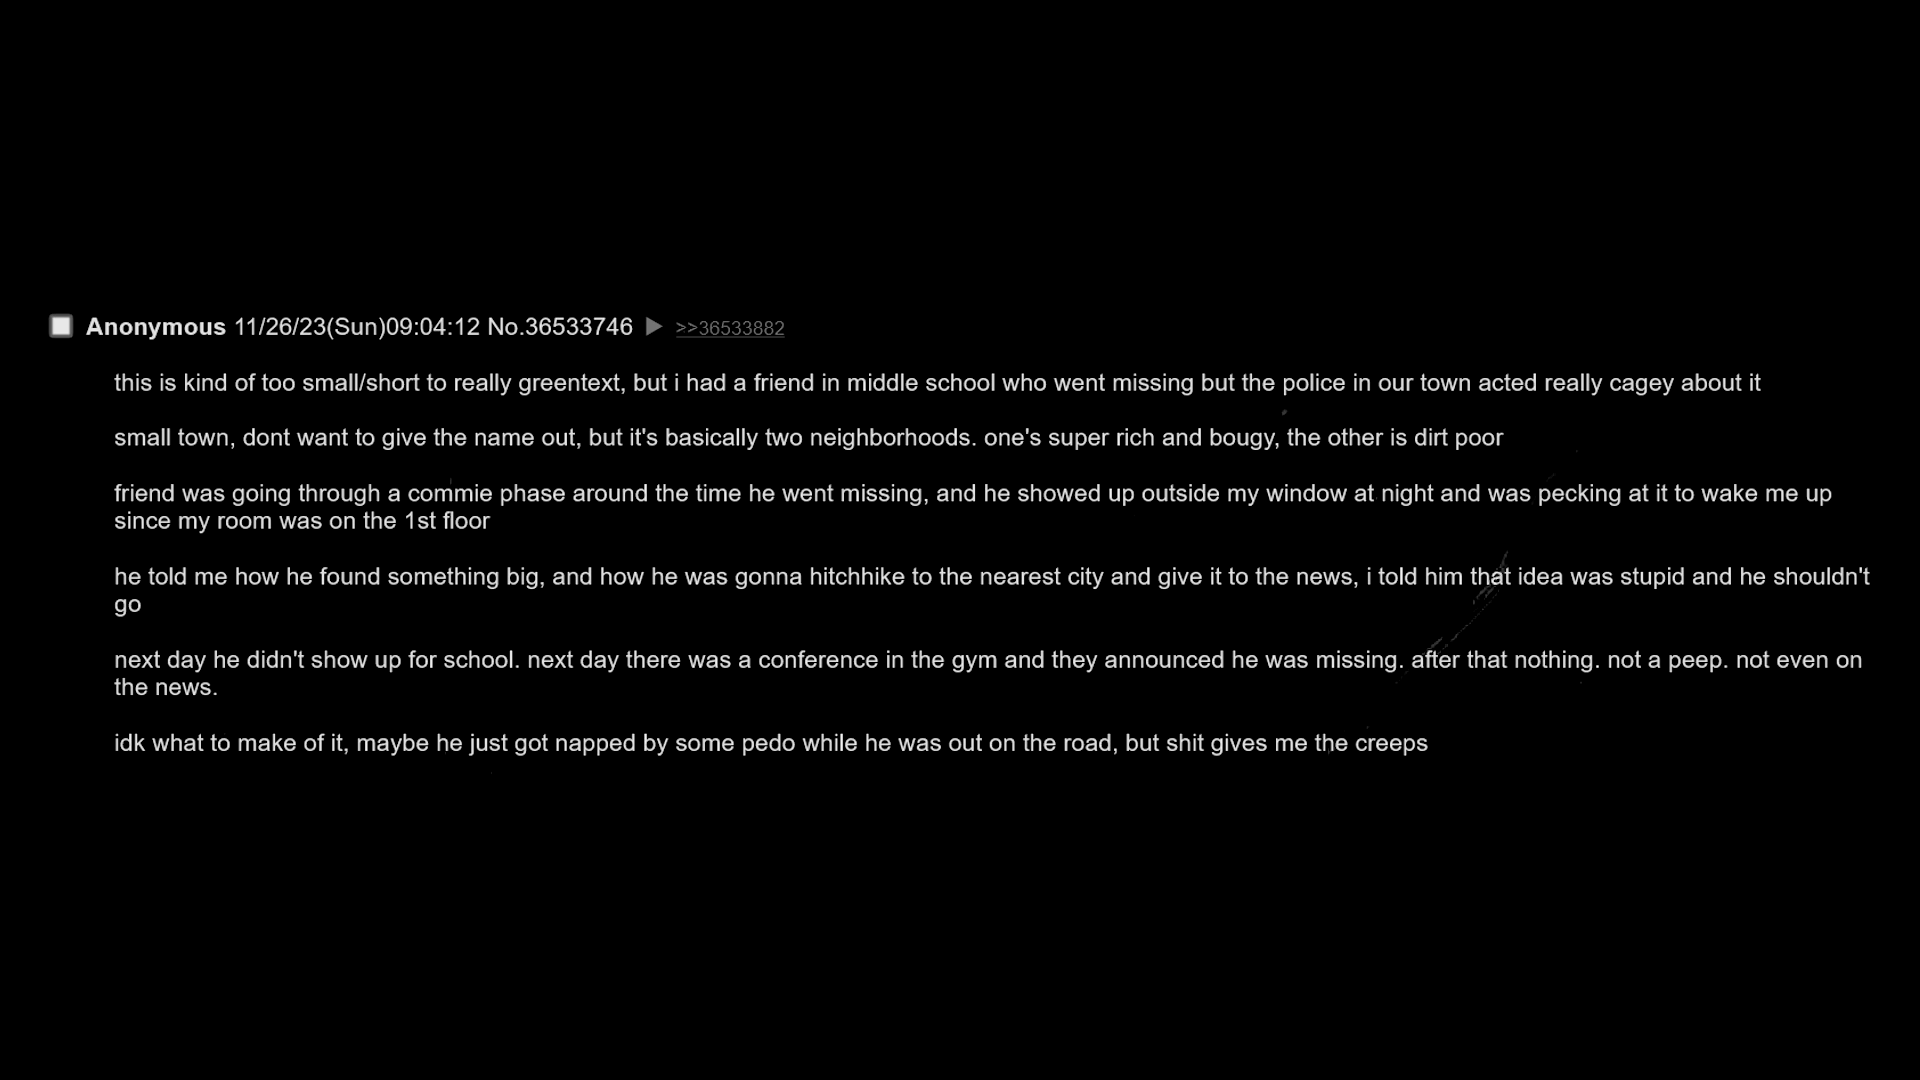 Anonymous 11/26/23(Sun)09:04:12 No.36533746 ▶ >>36533882
this is kind of too small/short to really greentext, but i had a friend in middle school who went missing but the police in our town acted really cagey about it
small town, dont want to give the name out, but it's basically two neighborhoods. one's super rich and bougy, the other is dirt poor
friend was going through a commie phase around the time he went missing, and he showed up outside my window at night and was pecking at it to wake me up
since my room was on the 1st floor
he told me how he found something big, and how he was gonna hitchhike to the nearest city and give it to the news, i told him that idea was stupid and he shouldn't
go
next day he didn't show up for school. next day there was a conference in the gym and they announced he was missing. after that nothing. not a peep. not even on
the news.
idk what to make of it, maybe he just got napped by some pedo while he was out on the road, but shit gives me the creeps